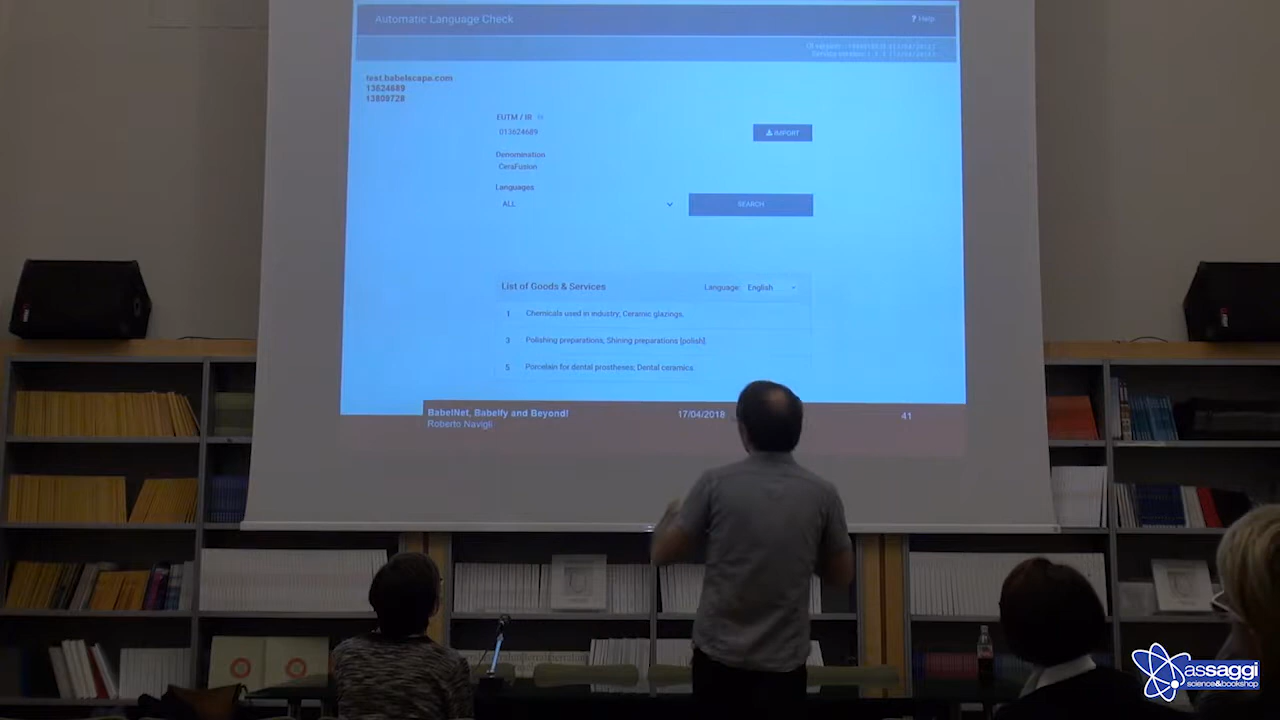 Automatic Language Check
? Help
test.babelscape.com
13624689
13809728
EUTM / IR
013624689
IMPORT
Denomination
CeraFusion
Languages
ALL
SEARCH
List of Goods & Services
Language: English
1 Chemicals used in industry; Ceramic glazings.
3 Polishing preparations; Shining preparations [polish].
5 Porcelain for dental prostheses; Dental ceramics
BabelNet, Babelfy and Beyond!
Roberto Navigli
17/04/2018
41
assaggi
science&bookshop